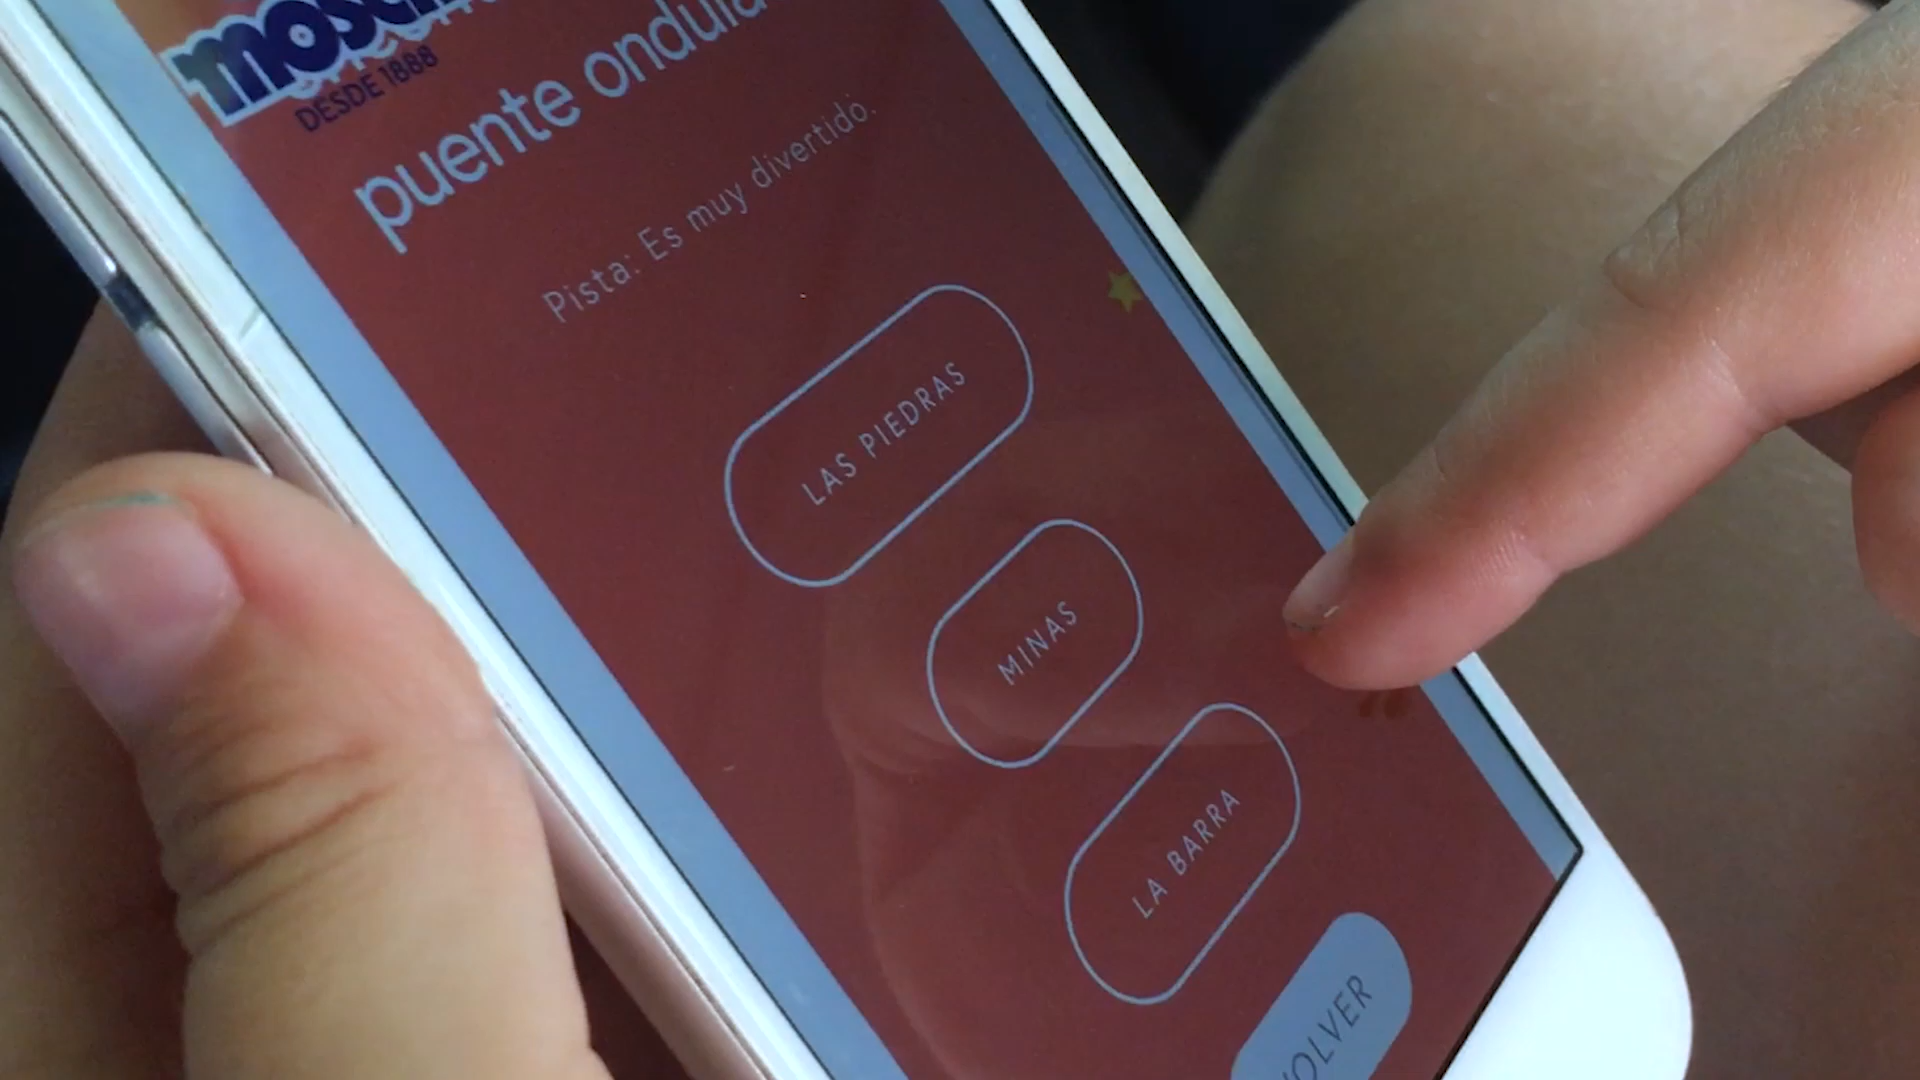 DESDE 1888
puente
Pista: Es muy divertido.
LAS PIEDRAS
MINAS
LA BARRA